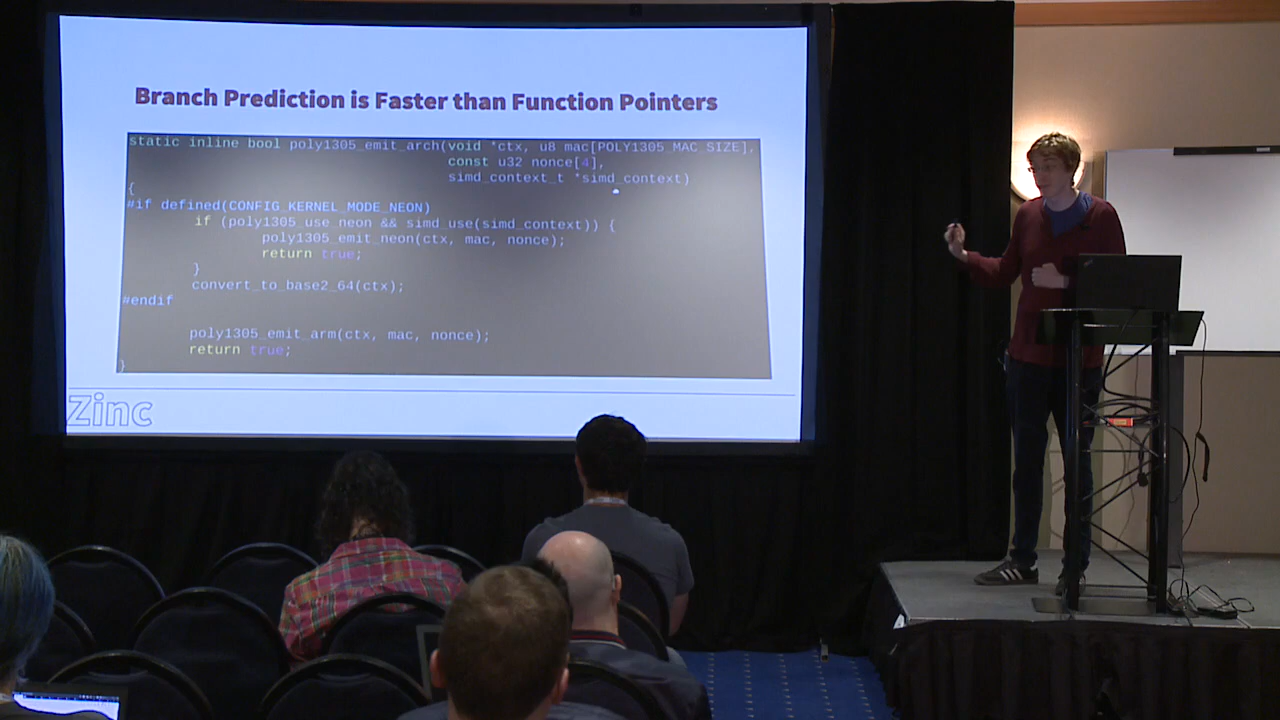 Branch Prediction is Faster than Function Pointers
static inline bool poly1305_emit_arch(void *ctx, u8 mac[POLY1305_MAC_SIZE],
const u32 nonce[4],
simd_context_t *simd_context)
{
#if defined(CONFIG_KERNEL_MODE_NEON)
if (poly1305_use_neon && simd_use(simd_context)) {
poly1305_emit_neon(ctx, mac, nonce);
return true;
}
convert_to_base2_64(ctx);
#endif
poly1305_emit_arm(ctx, mac, nonce);
return true;
}
Zinc